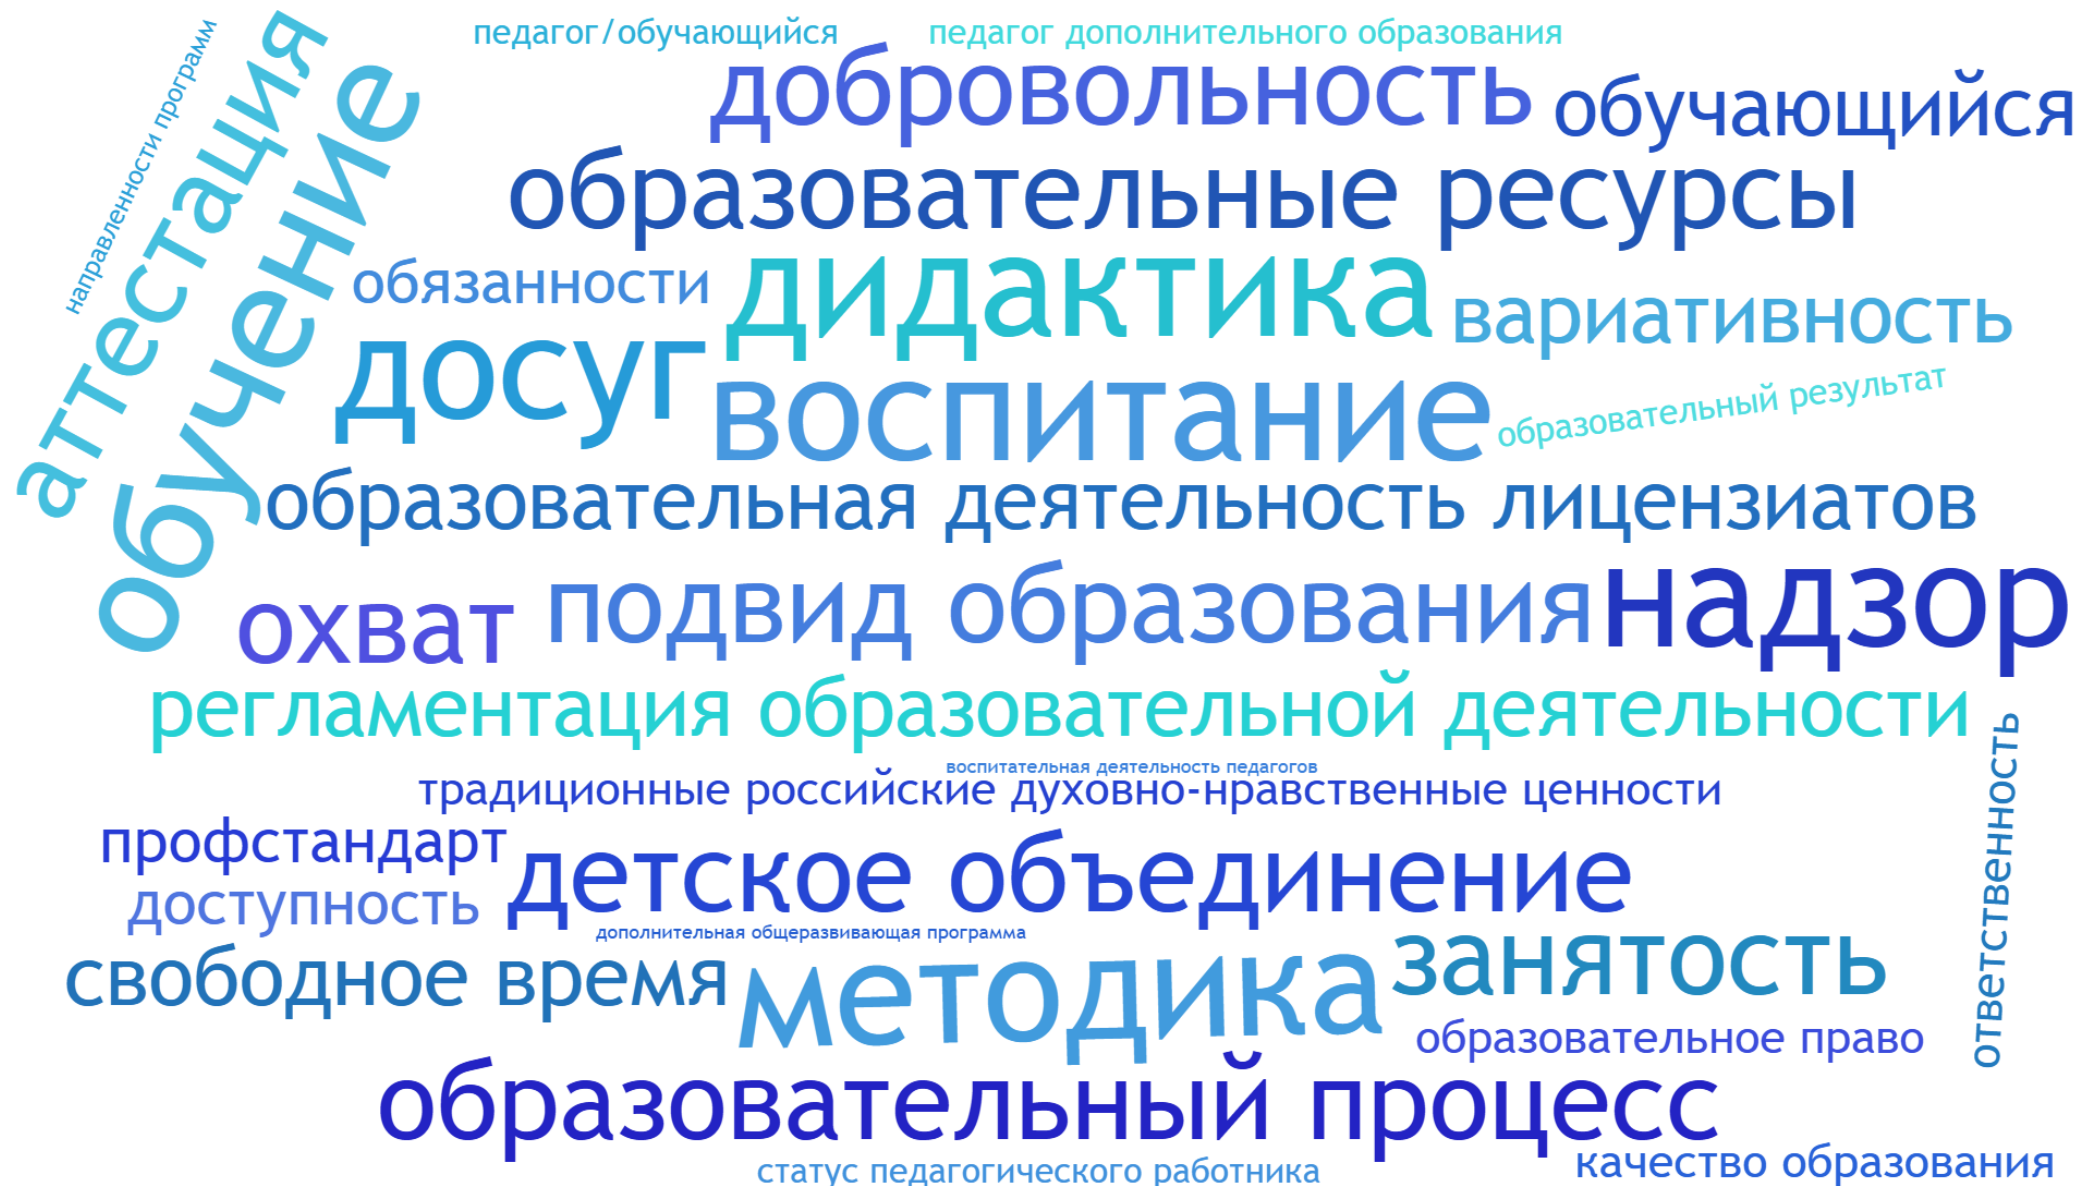 направленности программ
аттестация
обучение
педагог/обучающийся
педагог дополнительного образования
добровольность
обучающийся
образовательные ресурсы
обязанности
дидактика
вариативность
досуг
воспитание
образовательный результат
образовательная деятельность лицензиатов
охват
подвид образования
надзор
регламентация образовательной деятельности
воспитательная деятельность педагогов
традиционные российские духовно-нравственные ценности
профстандарт
детское объединение
доступность
дополнительная общеразвивающая программа
свободное время
методика
занятость
ответственность
образовательное право
образовательный процесс
статус педагогического работника
качество образования